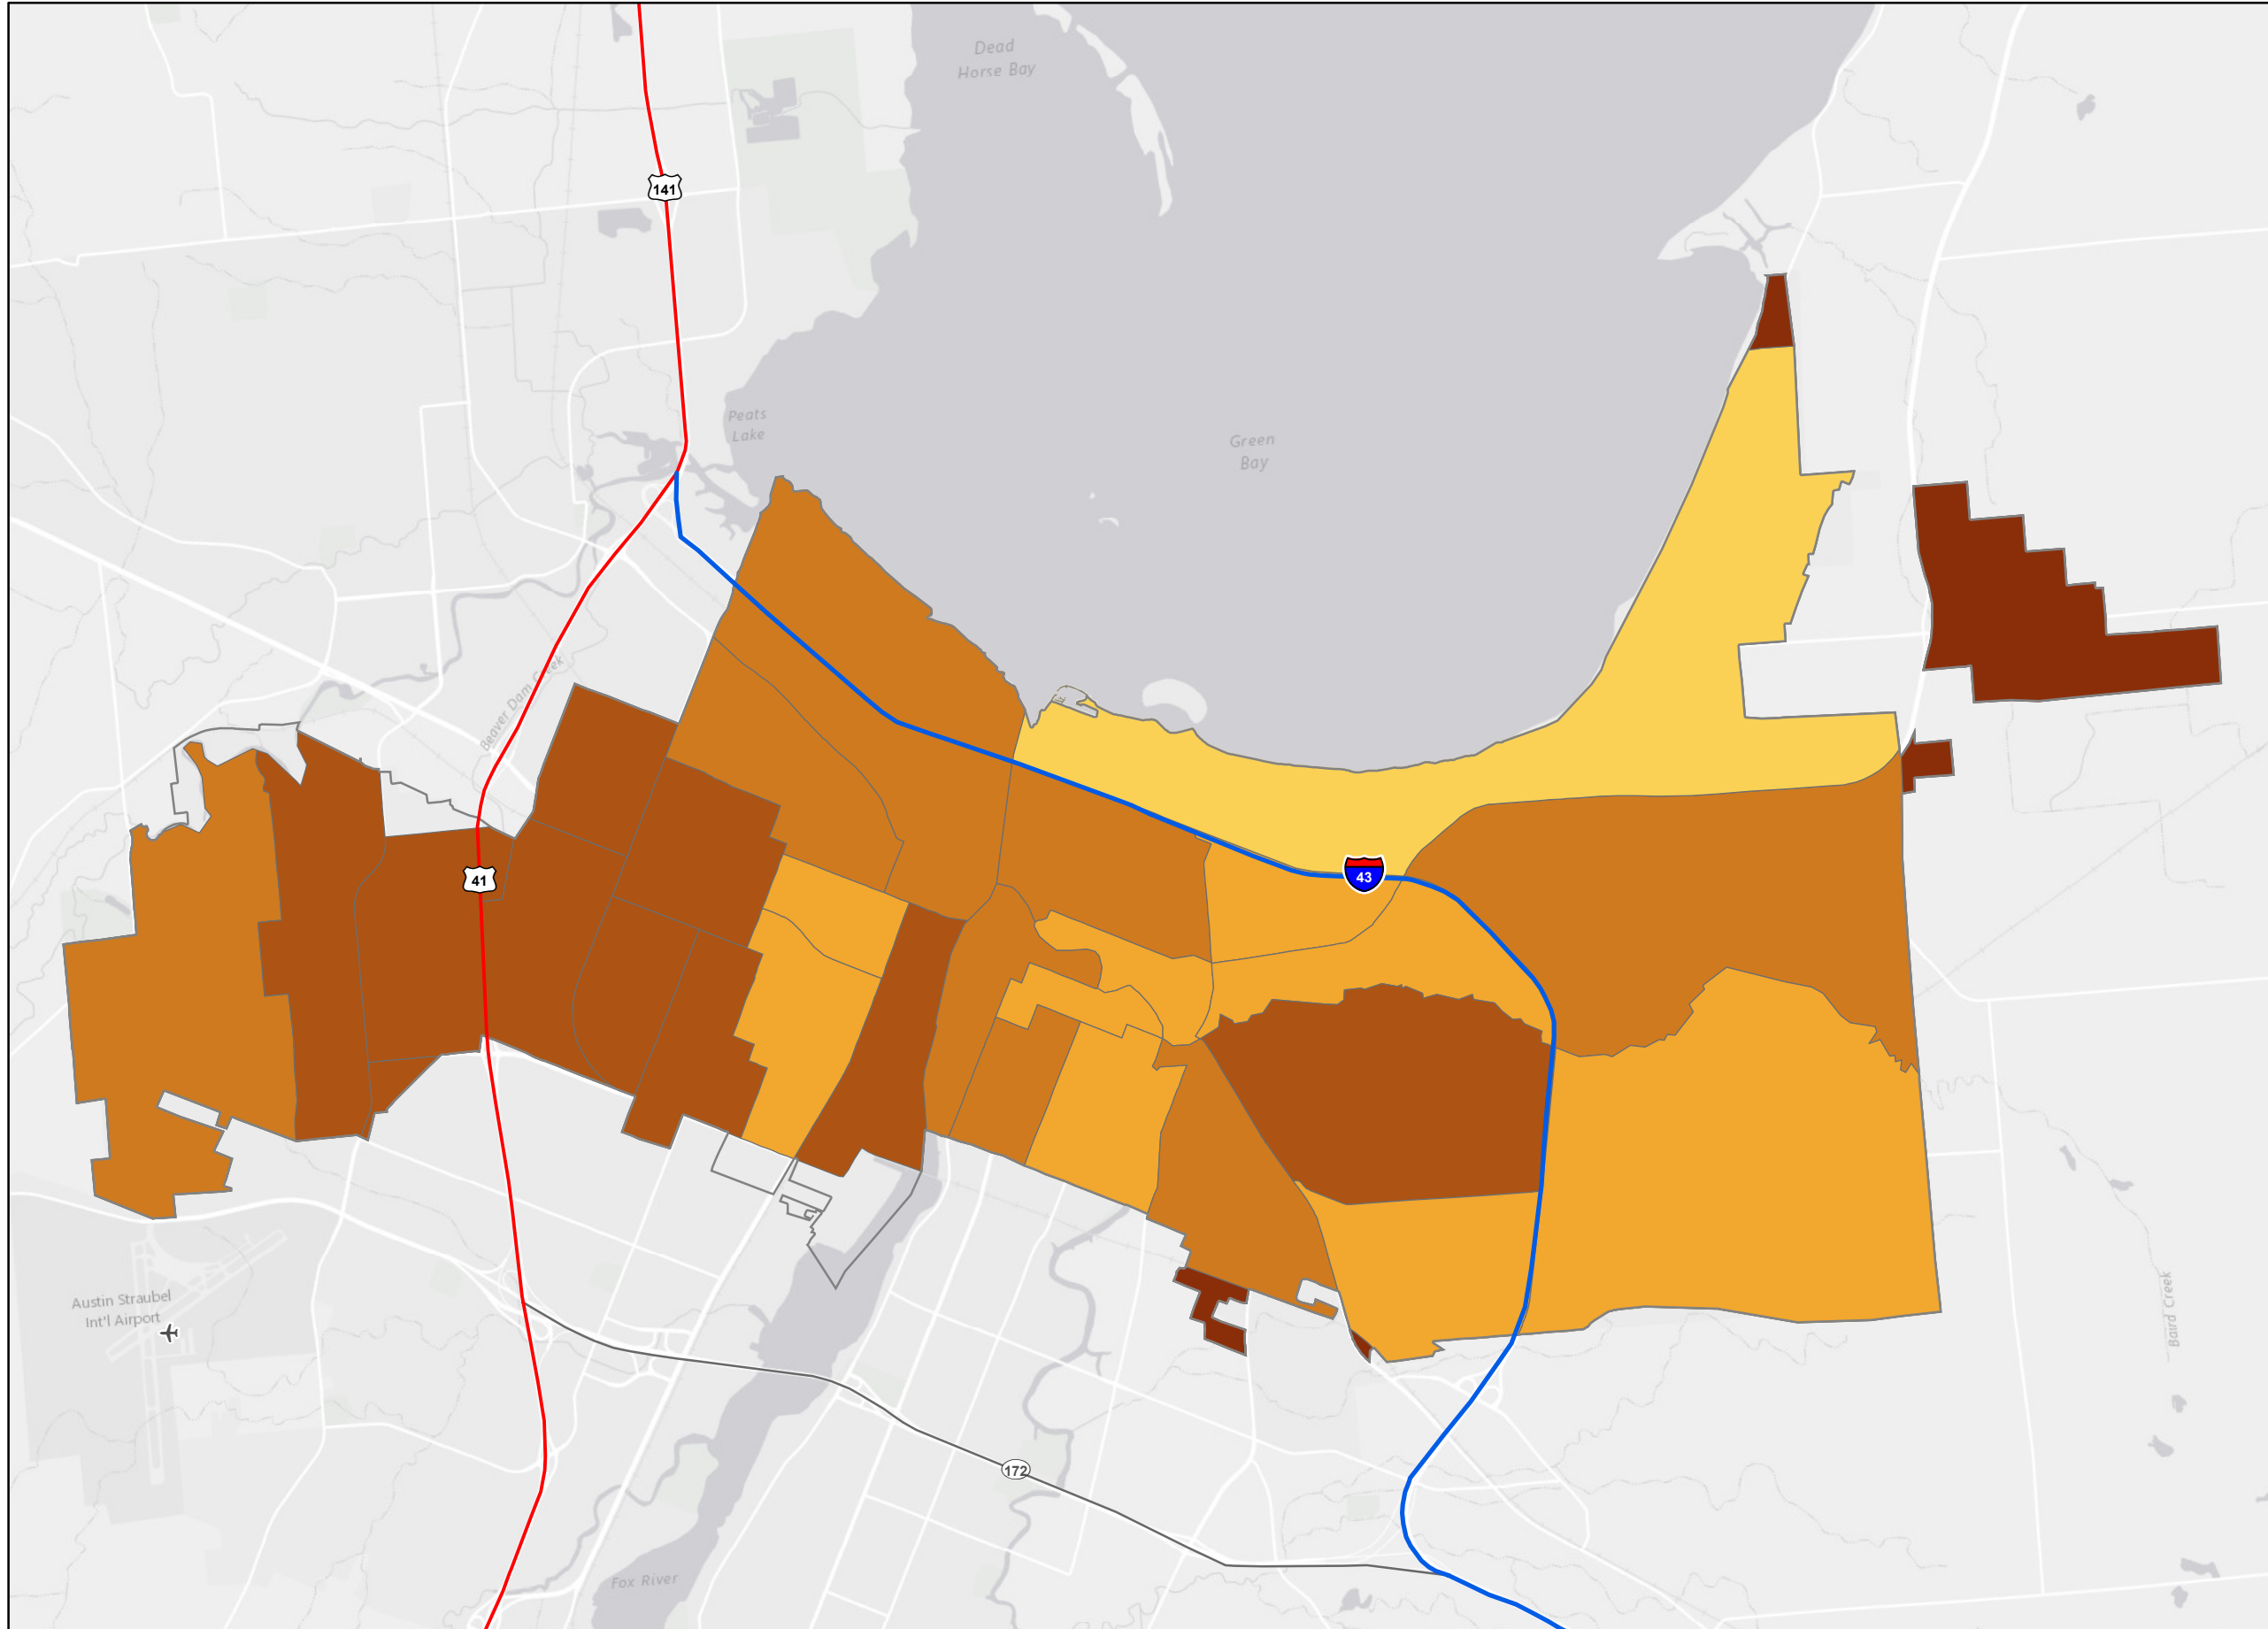 Dead
Horse Bay
141
Peats
Lake
Green
Bay
Beaver Dam Creek
41
43
Austin Straubel
Int'l Airport
Baird Creek
172
Fox River